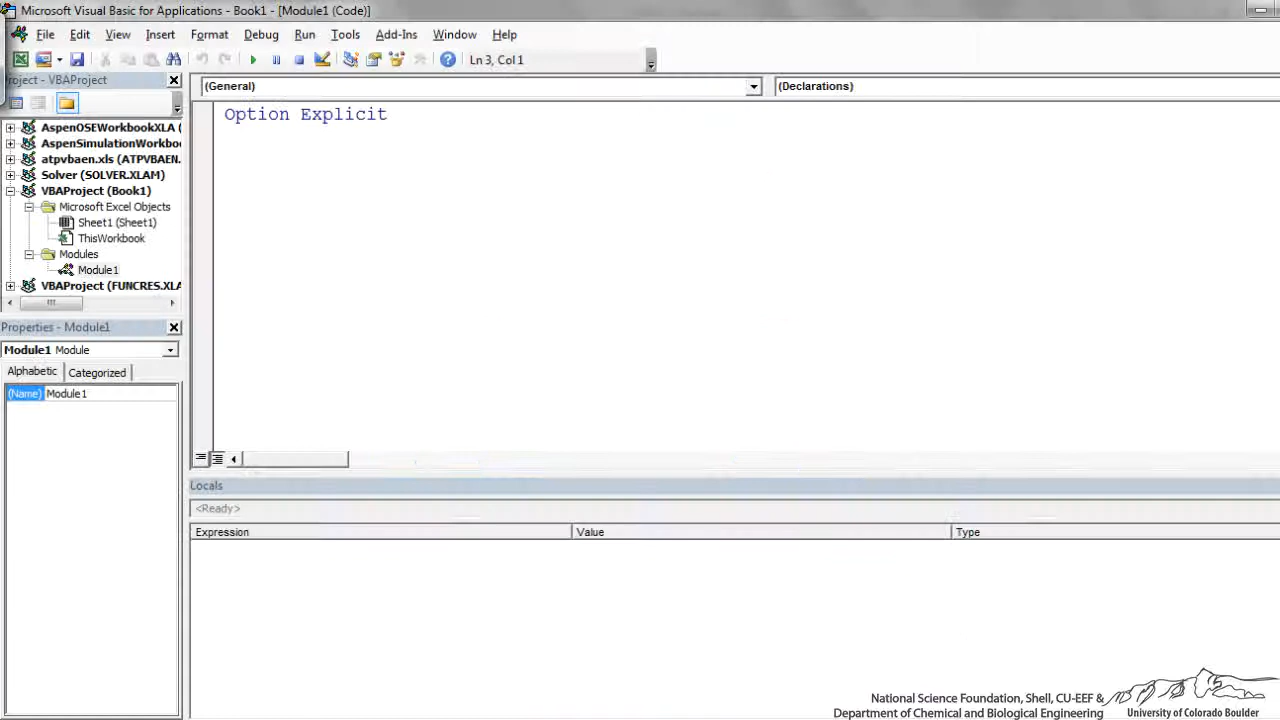 Microsoft Visual Basic for Applications - Book1 - [Module1 (Code)]
File Edit View Insert Format Debug Run Tools Add-Ins Window Help
Ln 3, Col 1
roject - VBAProject
(General) (Declarations)
Option Explicit
AspenOSEWorkbookXLA (
AspenSimulationWorkbo
atpvbaen.xls (ATPVBAEN.
Solver (SOLVER.XLAM)
VBAProject (Book1)
Microsoft Excel Objects
Sheet1 (Sheet1)
ThisWorkbook
Modules
Module1
VBAProject (FUNCRES.XLA
Properties - Module1
Module1 Module
Alphabetic Categorized
(Name) Module1
Locals
<Ready>
Expression Value Type
National Science Foundation, Shell, CU-EEF &
Department of Chemical and Biological Engineering
University of Colorado Boulder